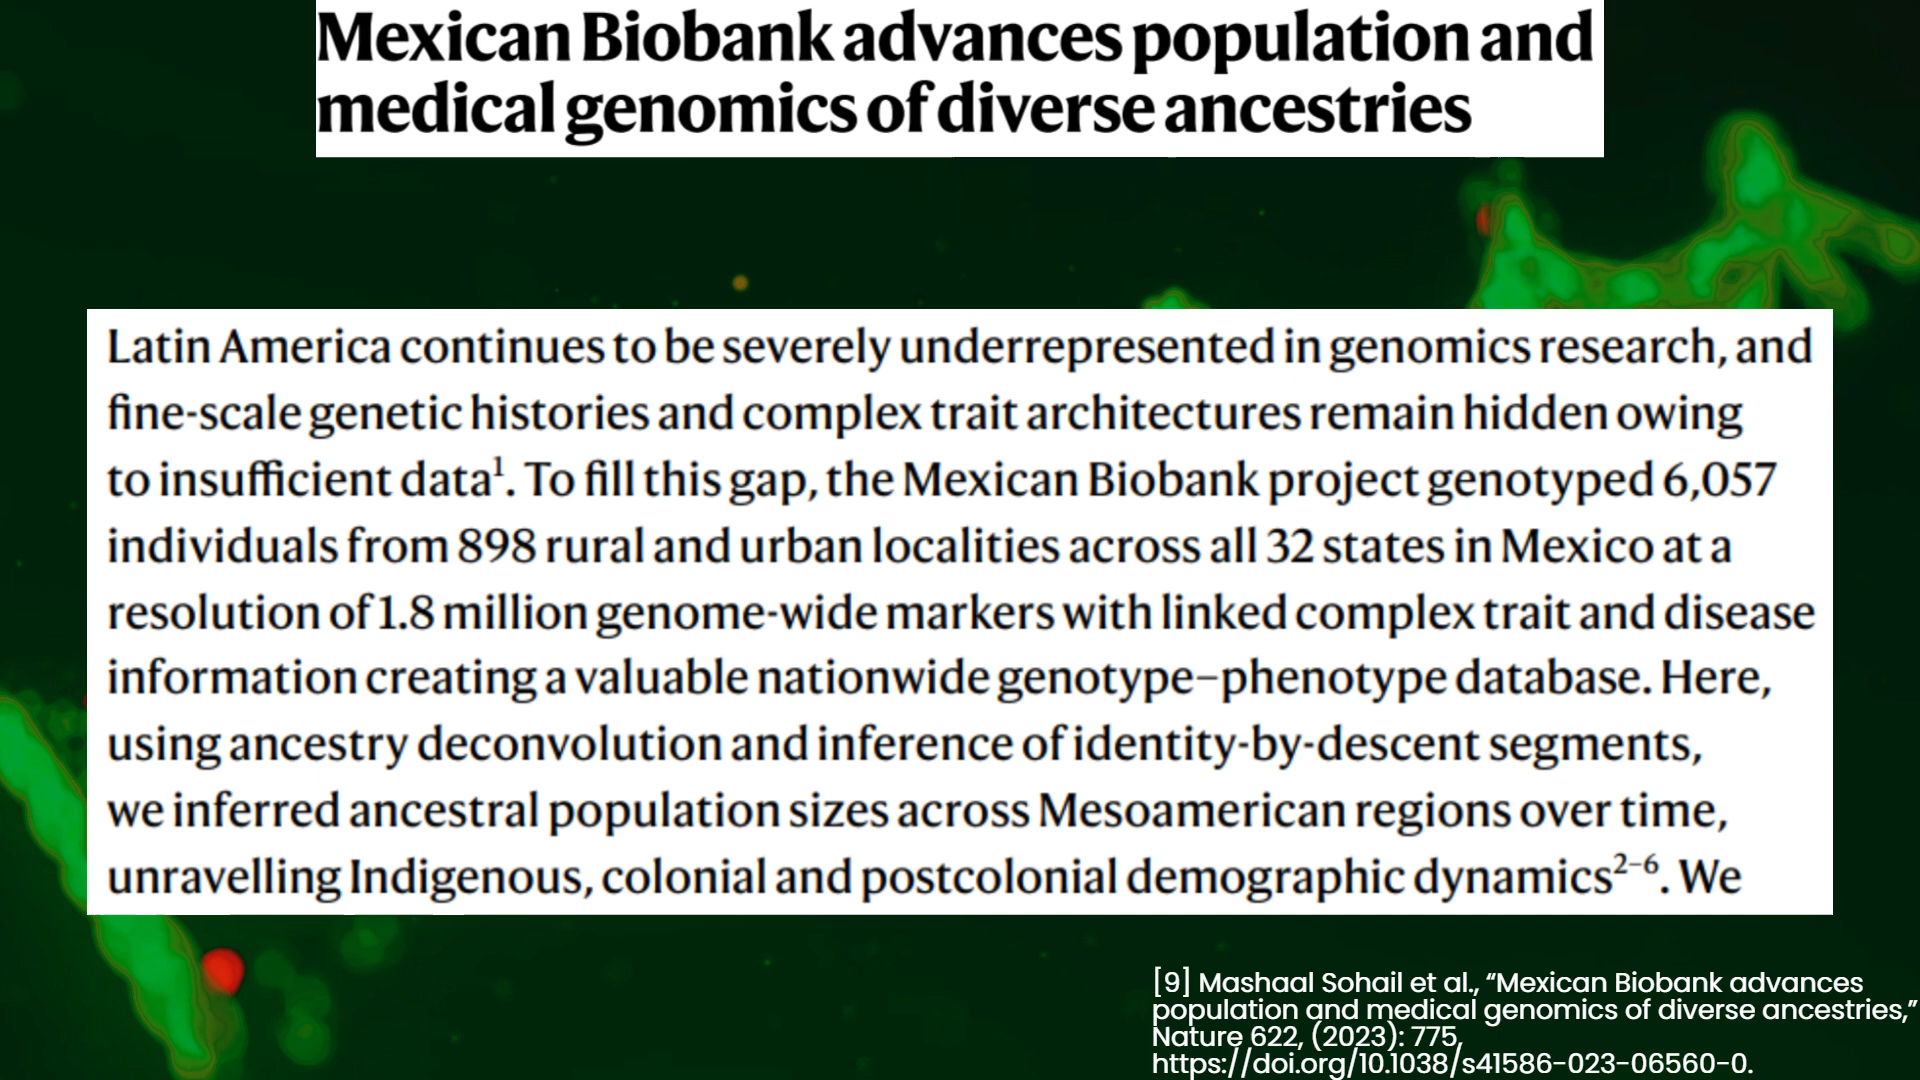 Mexican Biobank advances population and
medical genomics of diverse ancestries
Latin America continues to be severely underrepresented in genomics research, and
fine-scale genetic histories and complex trait architectures remain hidden owing
to insufficient data¹. To fill this gap, the Mexican Biobank project genotyped 6,057
individuals from 898 rural and urban localities across all 32 states in Mexico at a
resolution of 1.8 million genome-wide markers with linked complex trait and disease
information creating a valuable nationwide genotype–phenotype database. Here,
using ancestry deconvolution and inference of identity-by-descent segments,
we inferred ancestral population sizes across Mesoamerican regions over time,
unravelling Indigenous, colonial and postcolonial demographic dynamics²⁻⁶. We
[9] Mashaal Sohail et al., “Mexican Biobank advances
population and medical genomics of diverse ancestries,”
Nature 622, (2023): 775,
https://doi.org/10.1038/s41586-023-06560-0.